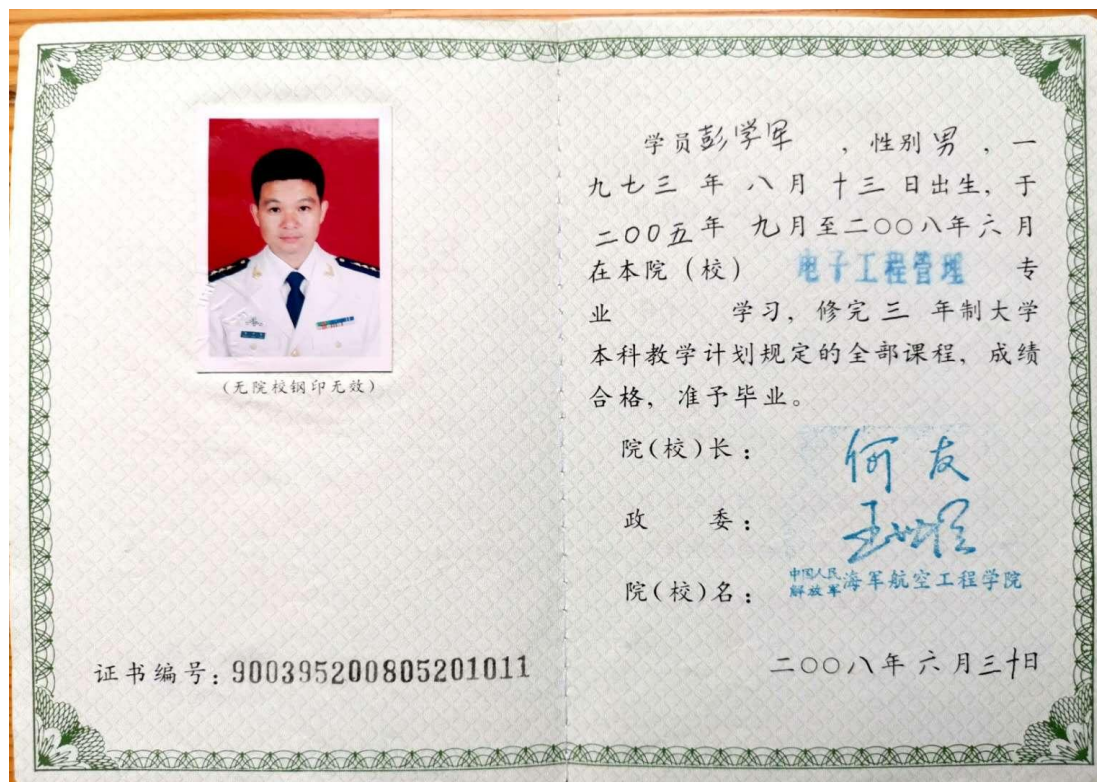 (无院校钢印无效)
证书编号:900395200805201011
学员彭学军 ,性别男 ,一
九七三 年 八月 十三 日出生,于
二〇〇五年 九月至二〇〇八年六月
在本院(校) 电子工程管理 专
业 学习,修完 三 年制大学
本科教学计划规定的全部课程,成绩
合格,准予毕业。
院(校)长: 何友
政 委:
院(校)名: 中国人民解放军海军航空工程学院
二〇〇八年 六月三十日